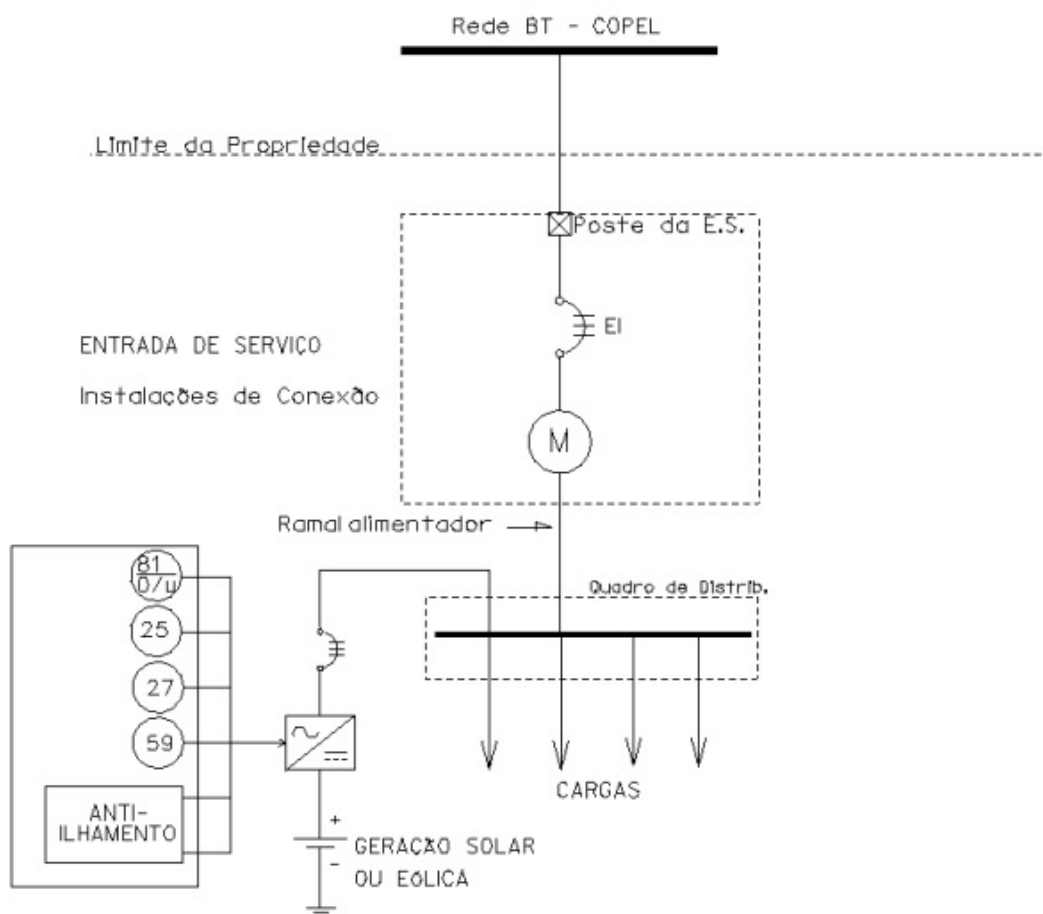 Rede BT - COPEL
Limite da Propriedade
Poste da E.S.
EI
ENTRADA DE SERVIÇO
Instalações de Conexão
M
Ramal alimentador
Quadro de Distrib.
81
O/u
25
27
59
ANTI-
ILHAMENTO
CARGAS
+
-
GERAÇÃO SOLAR
OU EÓLICA